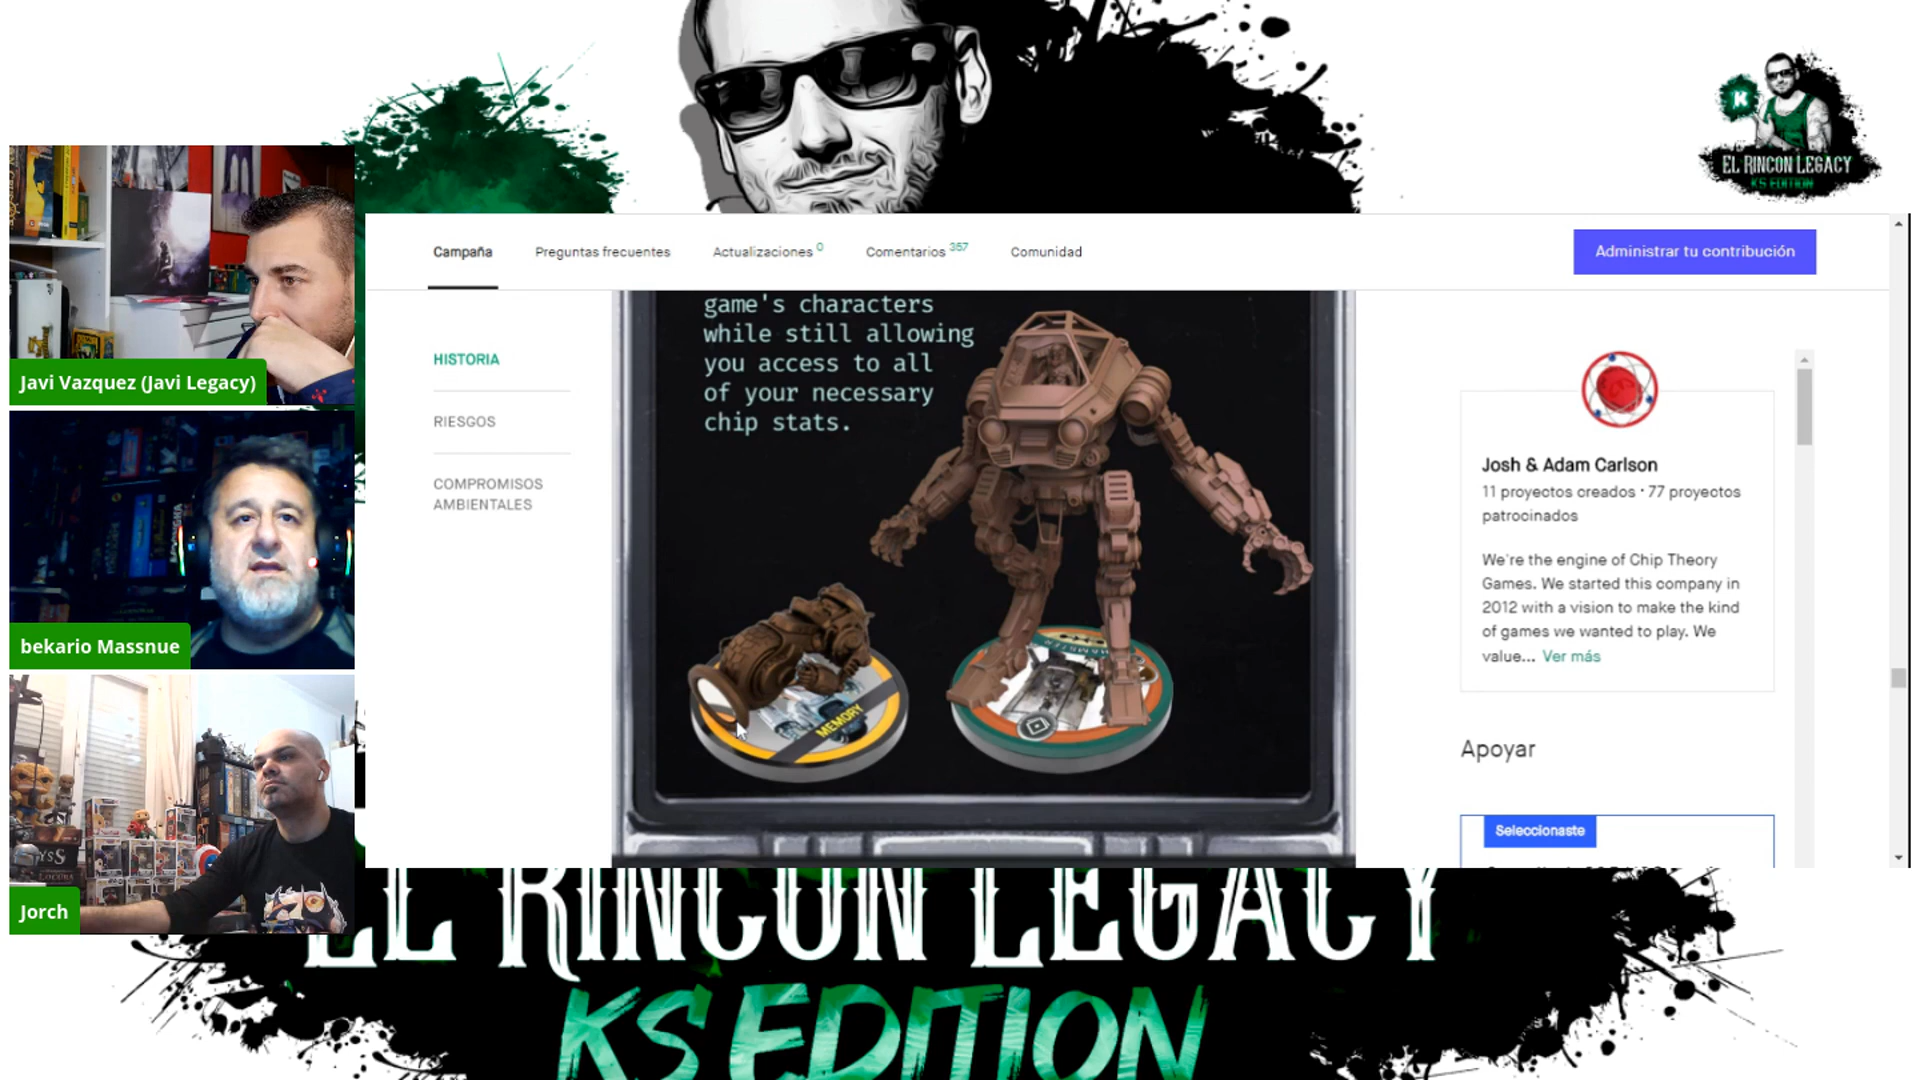 EL RINCON LEGACY
KS EDITION
Javi Vazquez (Javi Legacy)
bekario Massnue
Jorch
Campaña
Preguntas frecuentes
Actualizaciones 0
Comentarios 357
Comunidad
Administrar tu contribución
HISTORIA
RIESGOS
COMPROMISOS
AMBIENTALES
game's characters
while still allowing
you access to all
of your necessary
chip stats.
MEMORY
Josh & Adam Carlson
11 proyectos creados · 77 proyectos
patrocinados
We're the engine of Chip Theory
Games. We started this company in
2012 with a vision to make the kind
of games we wanted to play. We
value... Ver más
Apoyar
Seleccionaste
EL RINCON LEGACY
KS EDITION